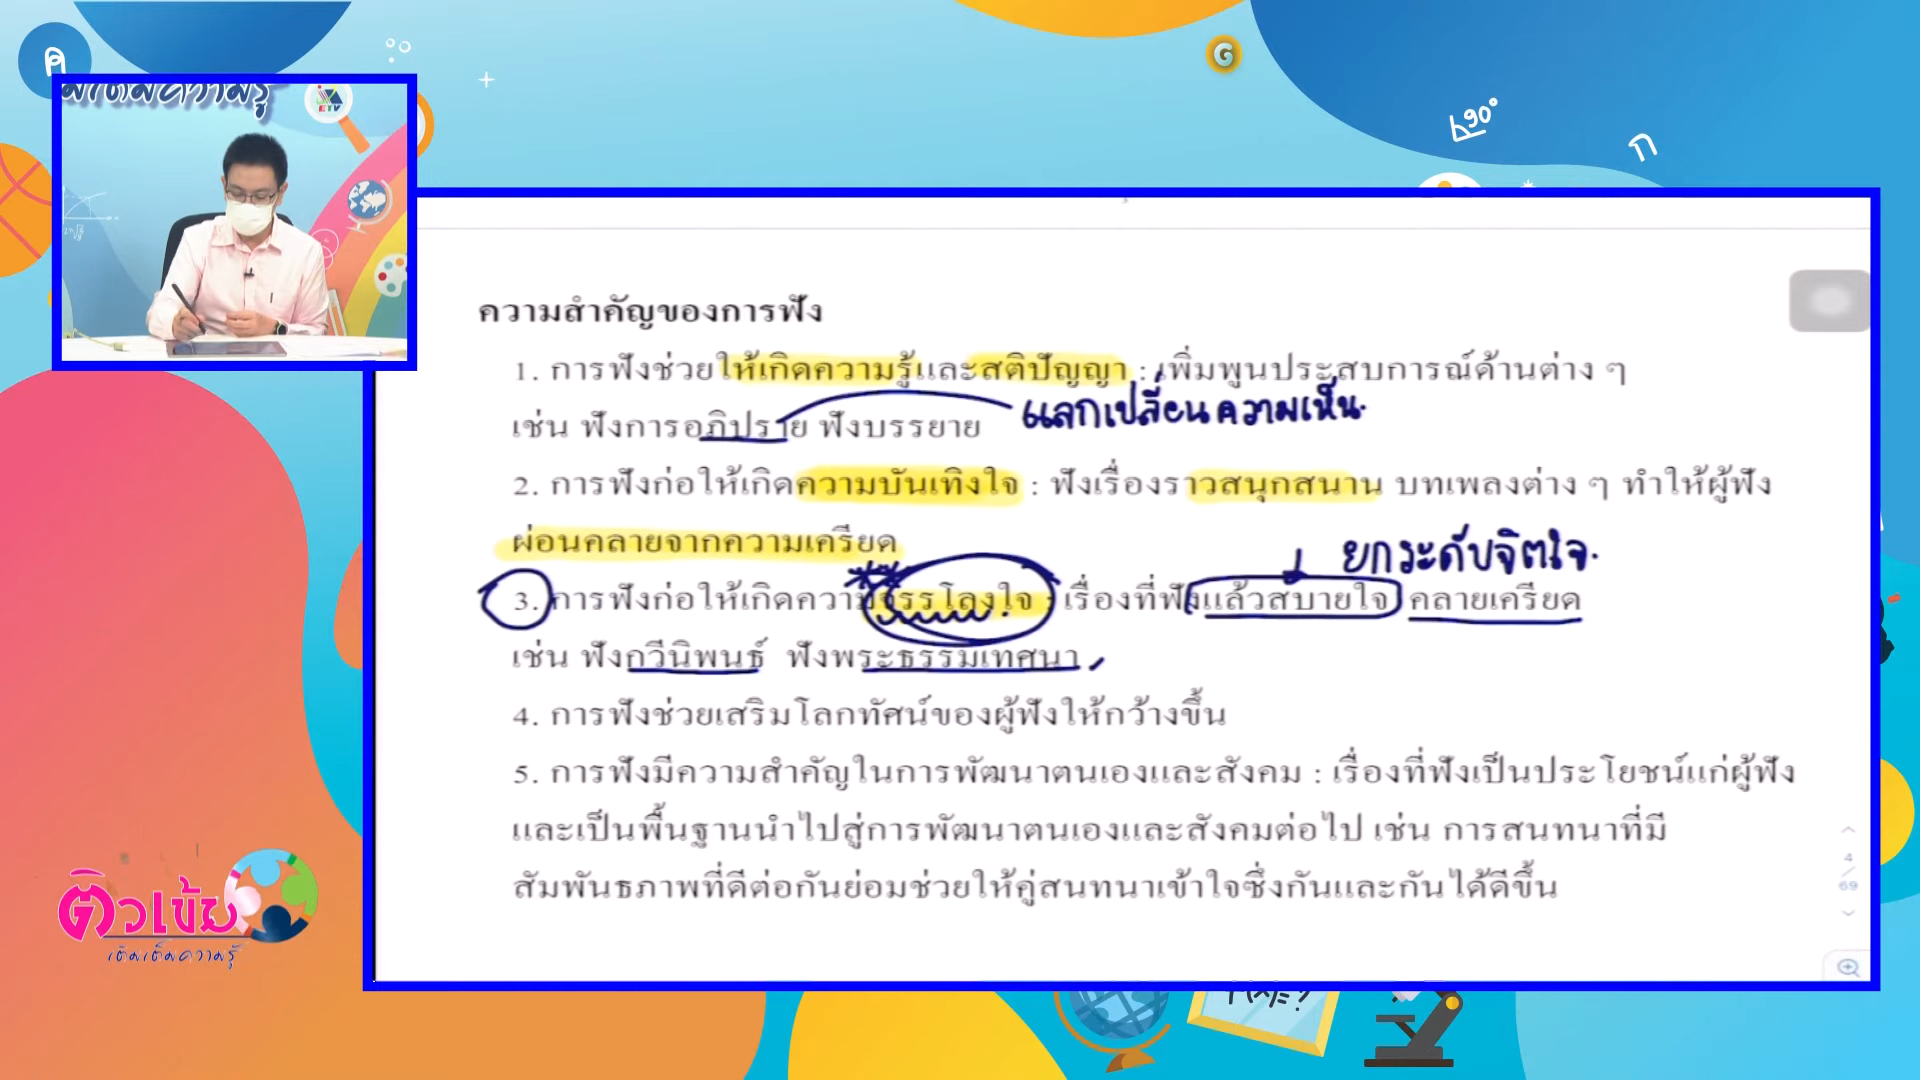 ค
มเติมความรู้
ETV
G
90°
ก
ความสำคัญของการฟัง
1. การฟังช่วยให้เกิดความรู้และสติปัญญา : เพิ่มพูนประสบการณ์ด้านต่าง ๆ
แลกเปลี่ยนความเห็น
เช่น ฟังการอภิปราย ฟังบรรยาย
2. การฟังก่อให้เกิดความบันเทิงใจ : ฟังเรื่องราวสนุกสนาน บทเพลงต่าง ๆ ทำให้ผู้ฟัง
ผ่อนคลายจากความเครียด
ยกระดับจิตใจ
3. การฟังก่อให้เกิดความจรรโลงใจ : เรื่องที่ฟังแล้วสบายใจ คลายเครียด
เช่น ฟังกวีนิพนธ์ ฟังพระธรรมเทศนา
4. การฟังช่วยเสริมโลกทัศน์ของผู้ฟังให้กว้างขึ้น
5. การฟังมีความสำคัญในการพัฒนาตนเองและสังคม : เรื่องที่ฟังเป็นประโยชน์แก่ผู้ฟัง
และเป็นพื้นฐานนำไปสู่การพัฒนาตนเองและสังคมต่อไป เช่น การสนทนาที่มี
สัมพันธภาพที่ดีต่อกันย่อมช่วยให้คู่สนทนาเข้าใจซึ่งกันและกันได้ดีขึ้น
4
/
69
ติวเข้ม
เติมเต็มความรู้